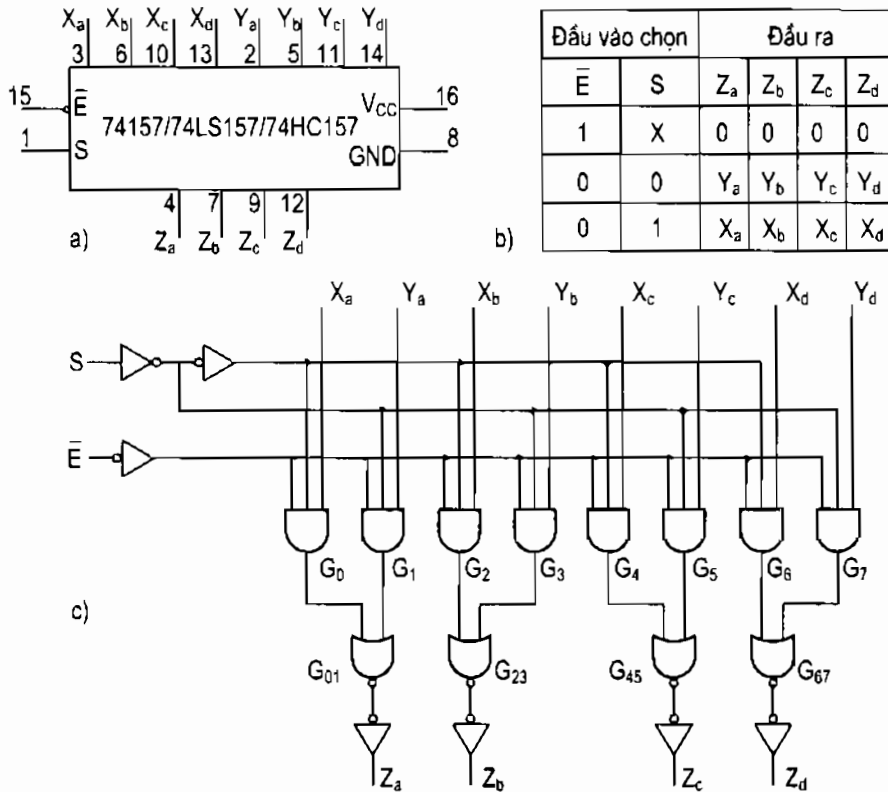 Xa Xb Xc Xd Ya Yb Yc Yd
3 6 10 13 2 5 11 14
15 E̅ VCC 16
74157/74LS157/74HC157
1 S GND 8
4 7 9 12
a) Za Zb Zc Zd
Đầu vào chọn Đầu ra
E̅ S Za Zb Zc Zd
1 X 0 0 0 0
0 0 Ya Yb Yc Yd
0 1 Xa Xb Xc Xd
b)
Xa Ya Xb Yb Xc Yc Xd Yd
S
E̅
G0 G1 G2 G3 G4 G5 G6 G7
c)
G01 G23 G45 G67
Za Zb Zc Zd